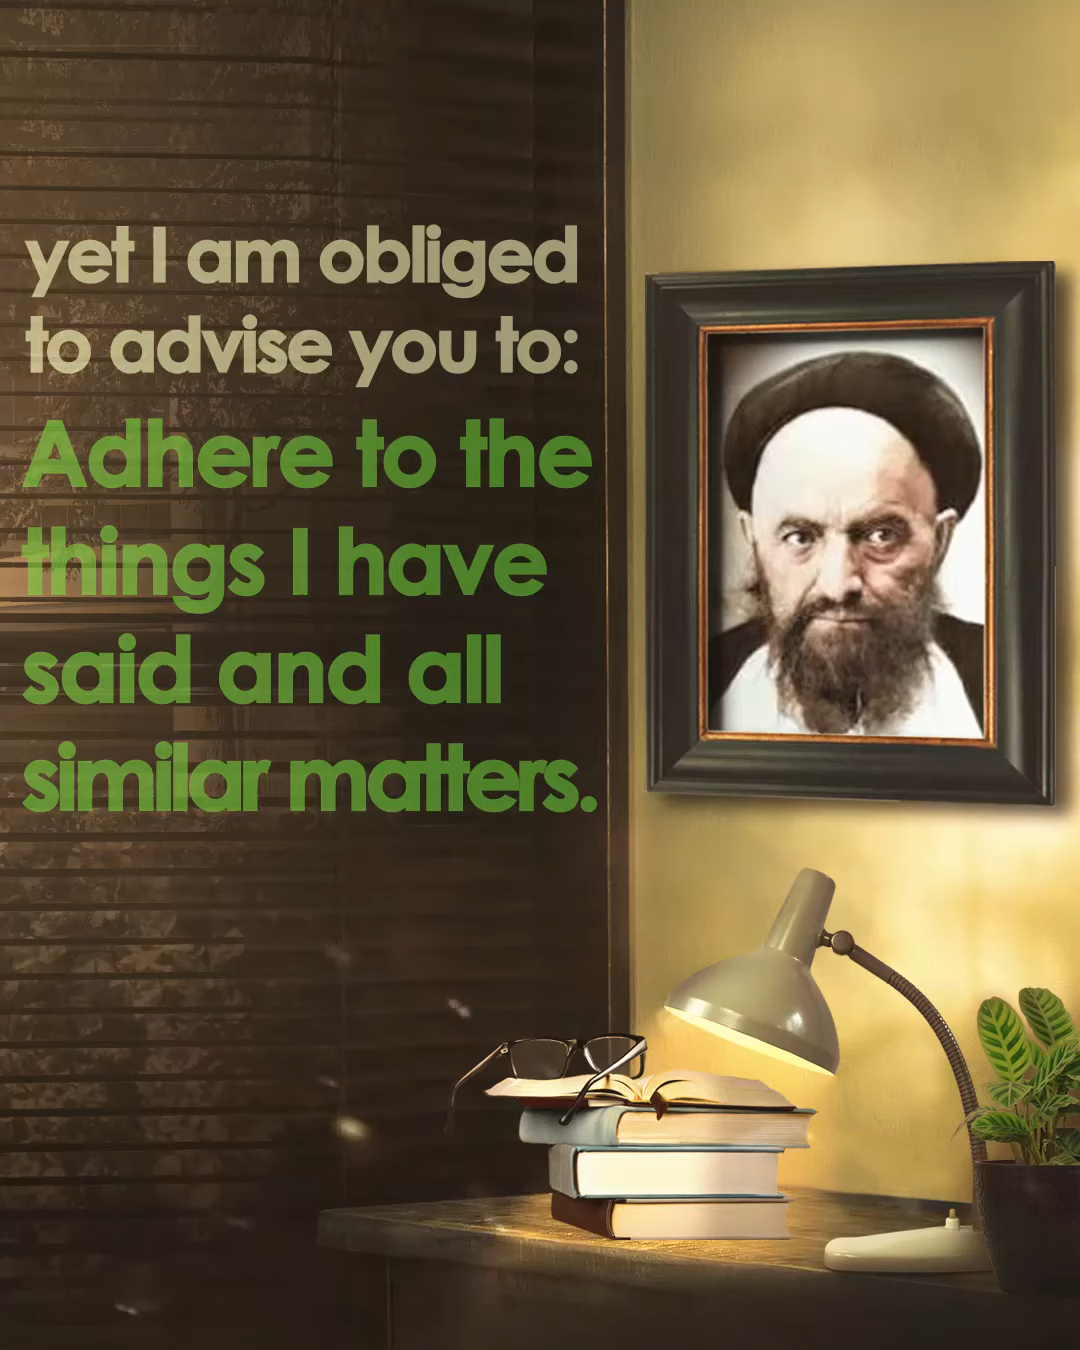 yet I am obliged
to advise you to:
Adhere to the
things I have
said and all
similar matters.